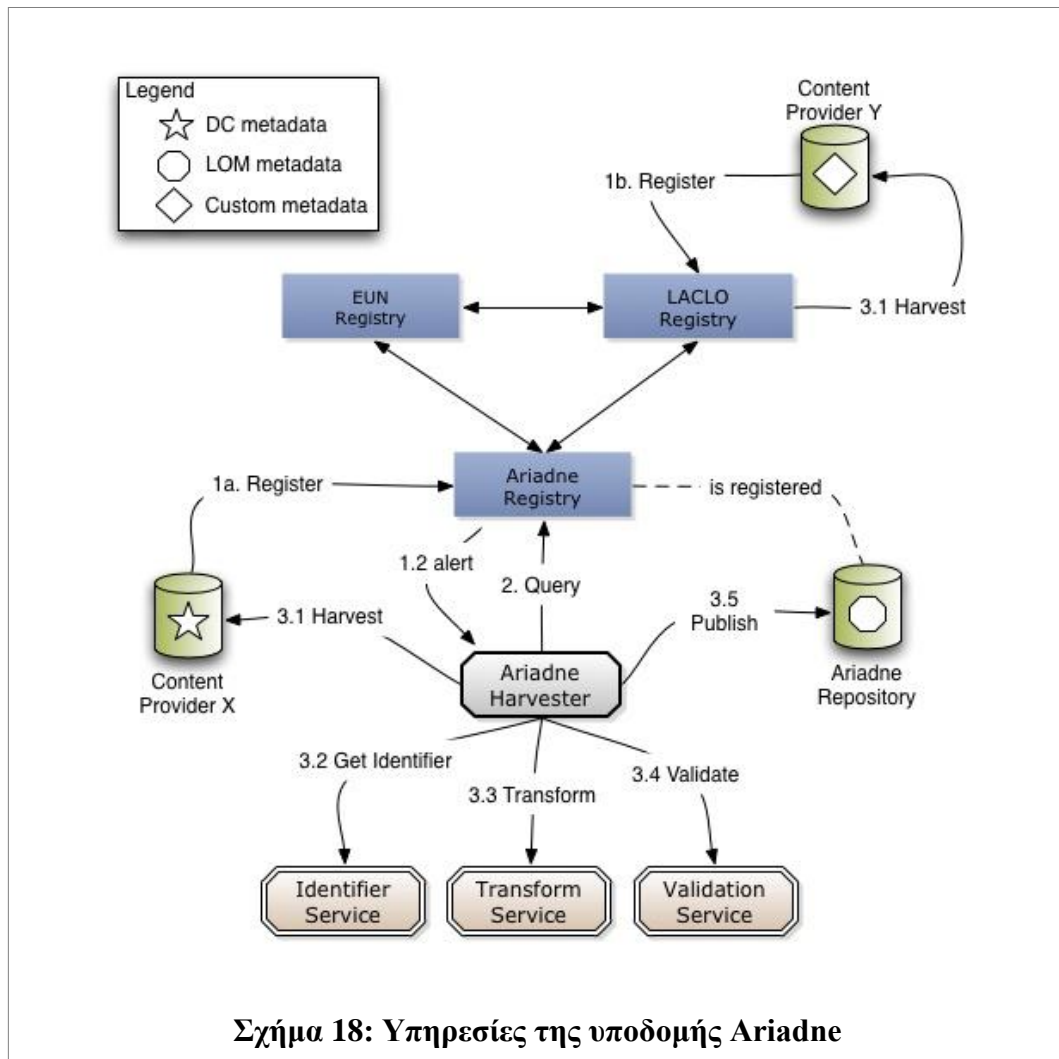 Legend
DC metadata
LOM metadata
Custom metadata
Content
Provider Y
1b. Register
EUN
Registry
LACLO
Registry
3.1 Harvest
1a. Register
Ariadne
Registry
is registered
1.2 alert
2. Query
3.5
Publish
3.1 Harvest
Content
Provider X
Ariadne
Harvester
Ariadne
Repository
3.2 Get Identifier
3.3 Transform
3.4 Validate
Identifier
Service
Transform
Service
Validation
Service
Σχήμα 18: Υπηρεσίες της υποδομής Ariadne